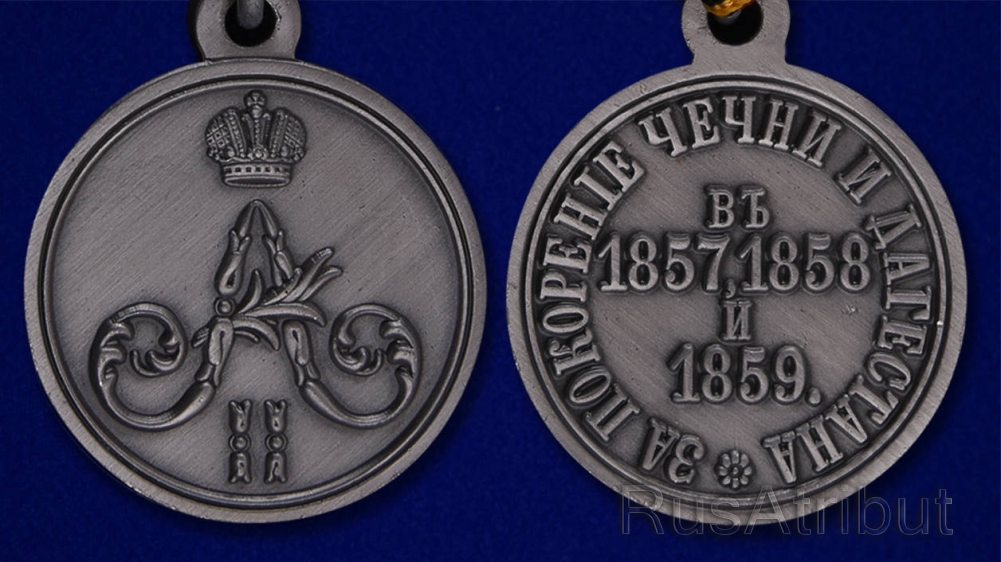 А
II
ЗА ПОКОРЕНІЕ ЧЕЧНИ И ДАГЕСТАНА
ВЪ
1857, 1858
И
1859.
RusAtribut